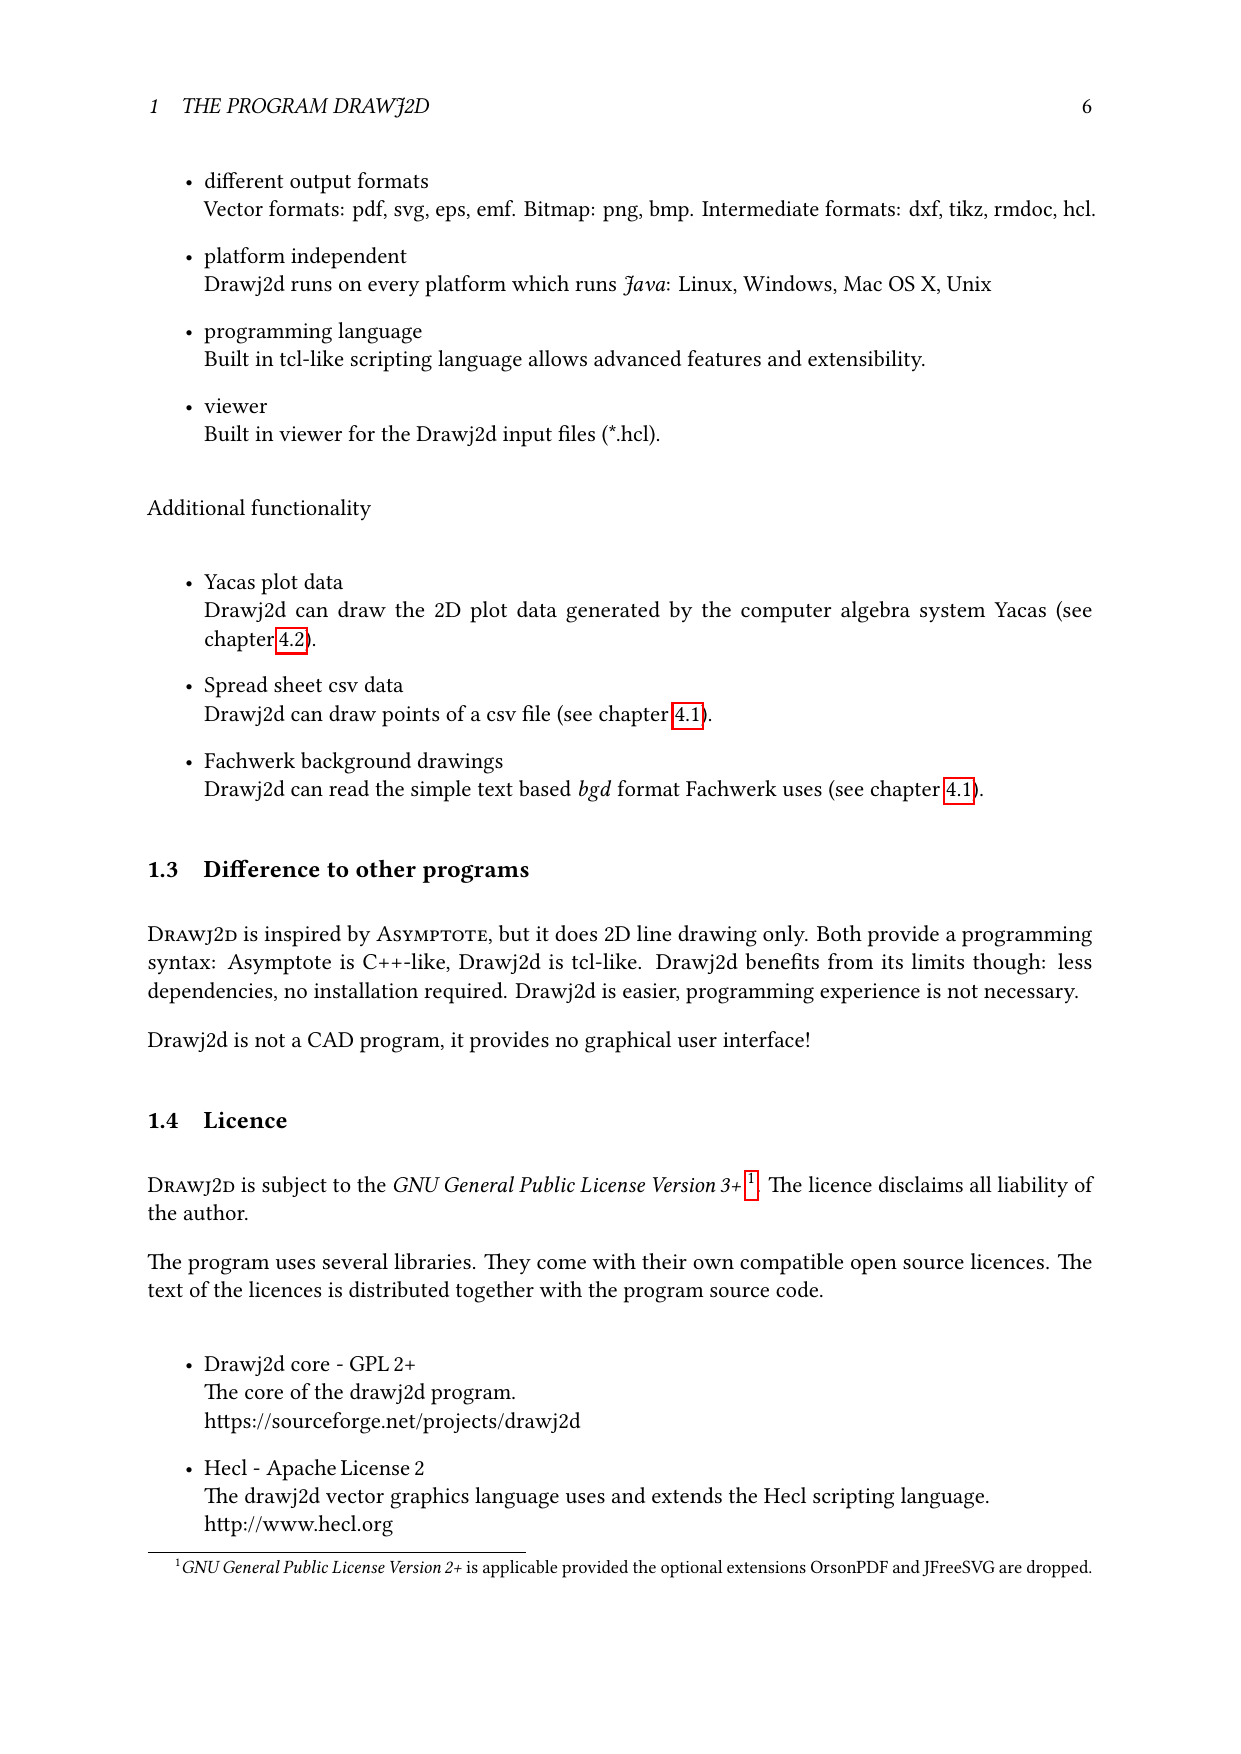 1 THE PROGRAM DRAWJ2D 6
• different output formats
Vector formats: pdf, svg, eps, emf. Bitmap: png, bmp. Intermediate formats: dxf, tikz, rmdoc, hcl.
• platform independent
Drawj2d runs on every platform which runs Java: Linux, Windows, Mac OS X, Unix
• programming language
Built in tcl-like scripting language allows advanced features and extensibility.
• viewer
Built in viewer for the Drawj2d input files (*.hcl).
Additional functionality
• Yacas plot data
Drawj2d can draw the 2D plot data generated by the computer algebra system Yacas (see
chapter 4.2).
• Spread sheet csv data
Drawj2d can draw points of a csv file (see chapter 4.1).
• Fachwerk background drawings
Drawj2d can read the simple text based bgd format Fachwerk uses (see chapter 4.1).
1.3 Difference to other programs
Drawj2d is inspired by Asymptote, but it does 2D line drawing only. Both provide a programming
syntax: Asymptote is C++-like, Drawj2d is tcl-like. Drawj2d benefits from its limits though: less
dependencies, no installation required. Drawj2d is easier, programming experience is not necessary.
Drawj2d is not a CAD program, it provides no graphical user interface!
1.4 Licence
Drawj2d is subject to the GNU General Public License Version 3+1. The licence disclaims all liability of
the author.
The program uses several libraries. They come with their own compatible open source licences. The
text of the licences is distributed together with the program source code.
• Drawj2d core - GPL 2+
The core of the drawj2d program.
https://sourceforge.net/projects/drawj2d
• Hecl - Apache License 2
The drawj2d vector graphics language uses and extends the Hecl scripting language.
http://www.hecl.org
1GNU General Public License Version 2+ is applicable provided the optional extensions OrsonPDF and JFreeSVG are dropped.